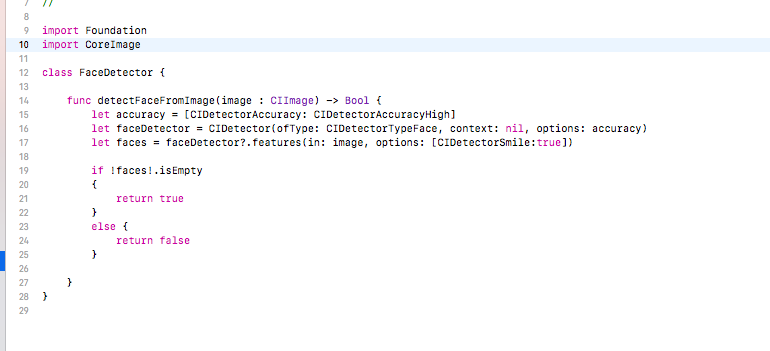 7 //
8
9 import Foundation
10 import CoreImage
11
12 class FaceDetector {
13
14 func detectFaceFromImage(image : CIImage) -> Bool {
15 let accuracy = [CIDetectorAccuracy: CIDetectorAccuracyHigh]
16 let faceDetector = CIDetector(ofType: CIDetectorTypeFace, context: nil, options: accuracy)
17 let faces = faceDetector?.features(in: image, options: [CIDetectorSmile:true])
18
19 if !faces!.isEmpty
20 {
21 return true
22 }
23 else {
24 return false
25 }
26
27 }
28 }
29